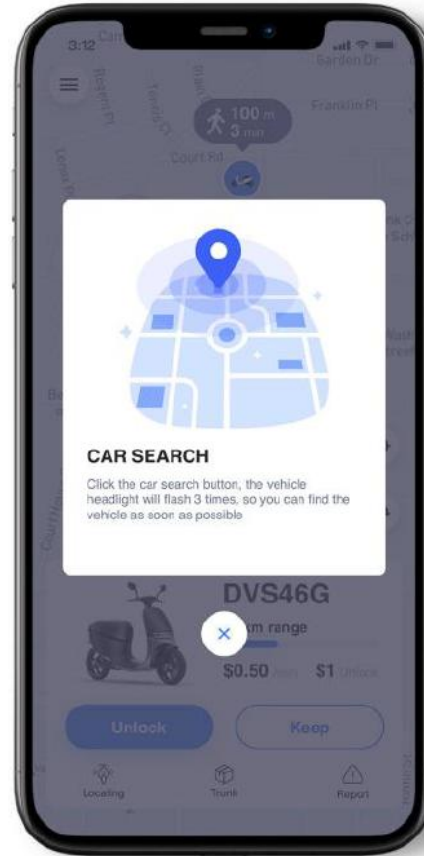 3:12
Garden Dr
Franklin Pl
100 m
3 min
Court Rd
CAR SEARCH
Click the car search button, the vehicle
headlight will flash 3 times, so you can find the
vehicle as soon as possible
DVS46G
km range
$0.50 /min $1 Unlock
Unlock
Keep
Locating
Trunk
Report